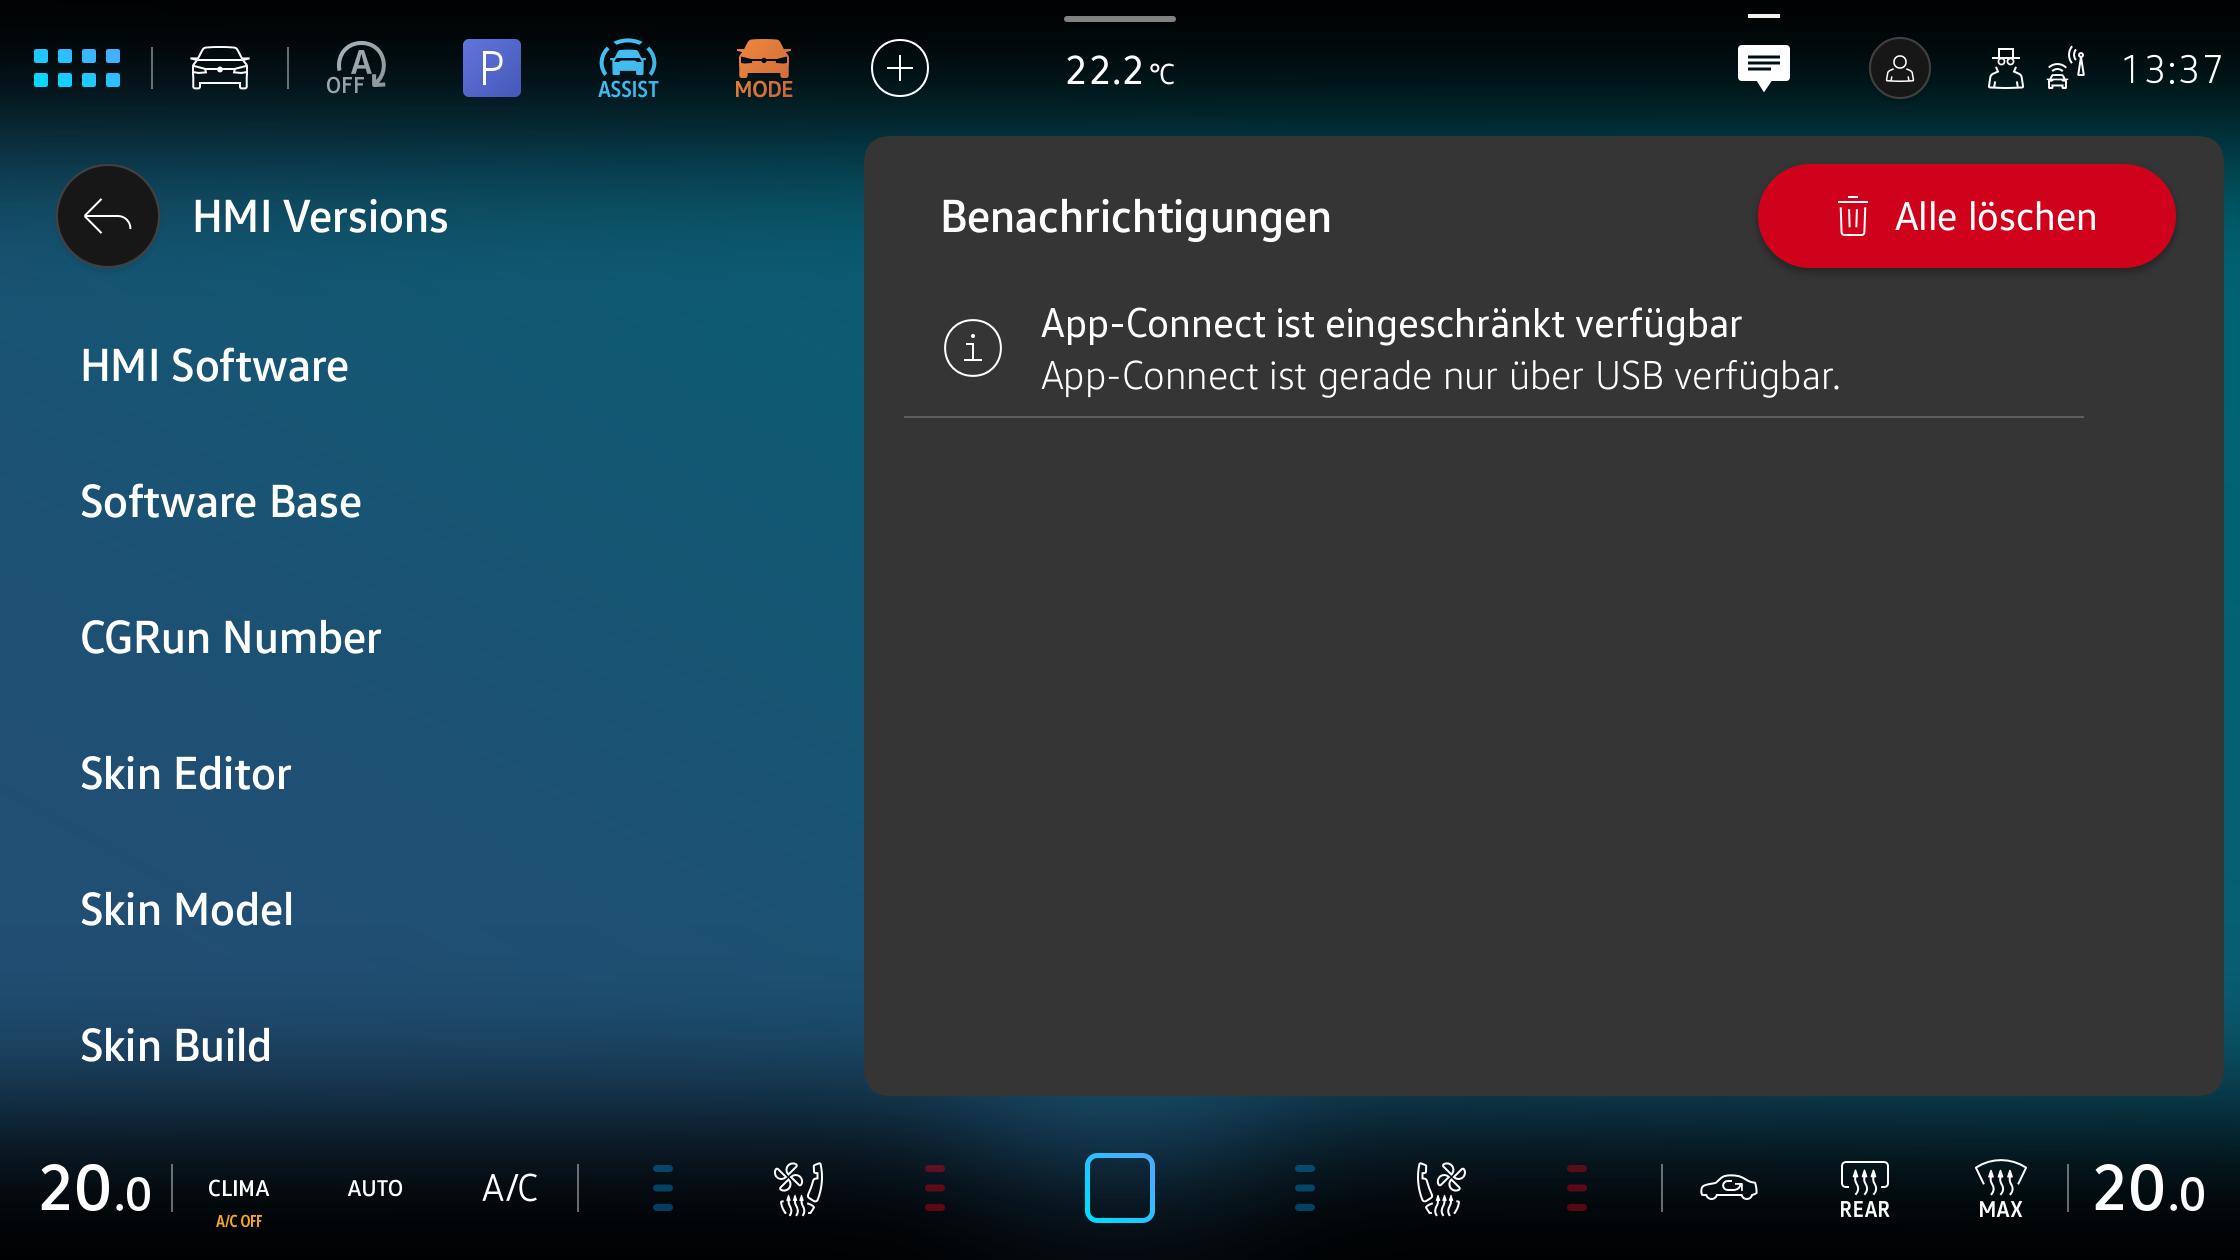 A
OFF
P
ASSIST
MODE
22.2 °C
13:37
HMI Versions
HMI Software
Software Base
CGRun Number
Skin Editor
Skin Model
Skin Build
Benachrichtigungen
Alle löschen
i
App-Connect ist eingeschränkt verfügbar
App-Connect ist gerade nur über USB verfügbar.
20.0
CLIMA
A/C OFF
AUTO
A/C
REAR
MAX
20.0